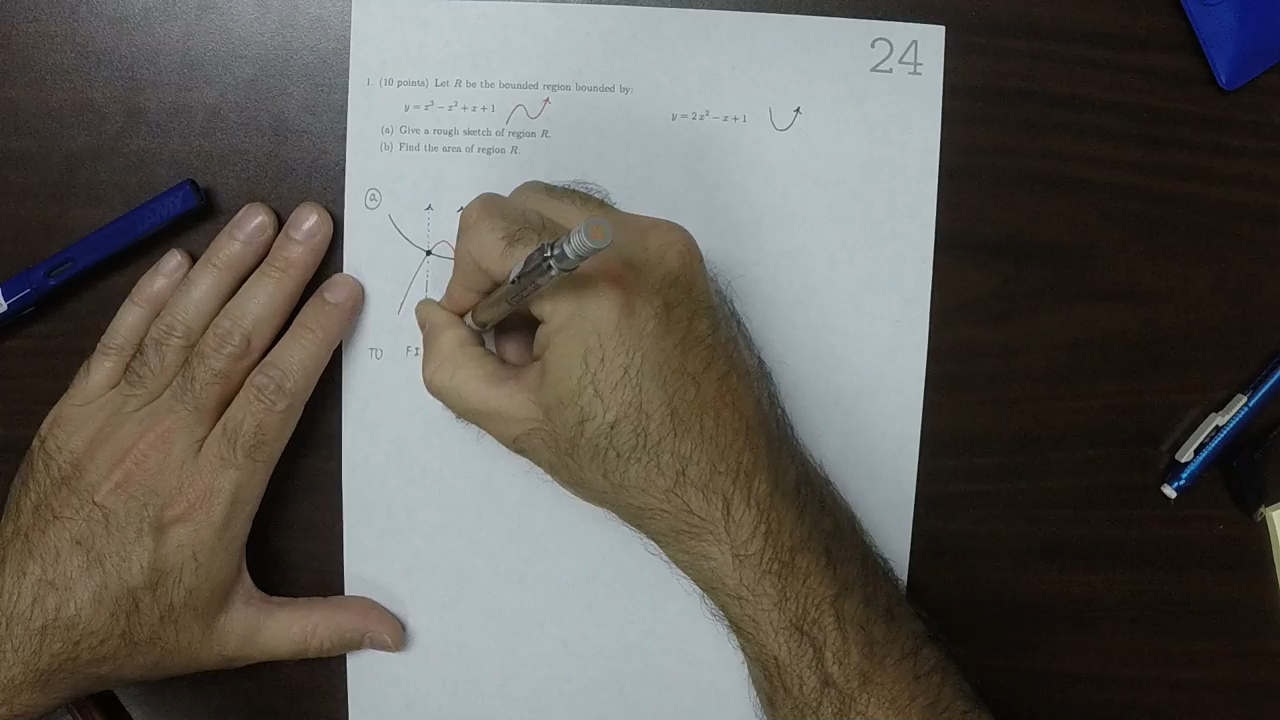 24
1. (10 points) Let R be the bounded region bounded by:
y = x³ − x² + x + 1 y = 2x² − x + 1
(a) Give a rough sketch of region R.
(b) Find the area of region R.
(a)
TO FI
LAMY